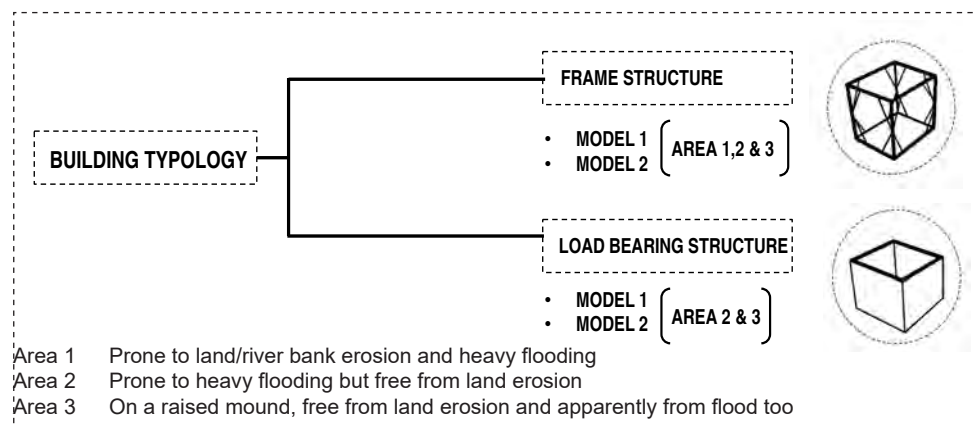 BUILDING TYPOLOGY
FRAME STRUCTURE
• MODEL 1
• MODEL 2
AREA 1,2 & 3
LOAD BEARING STRUCTURE
• MODEL 1
• MODEL 2
AREA 2 & 3
Area 1 Prone to land/river bank erosion and heavy flooding
Area 2 Prone to heavy flooding but free from land erosion
Area 3 On a raised mound, free from land erosion and apparently from flood too